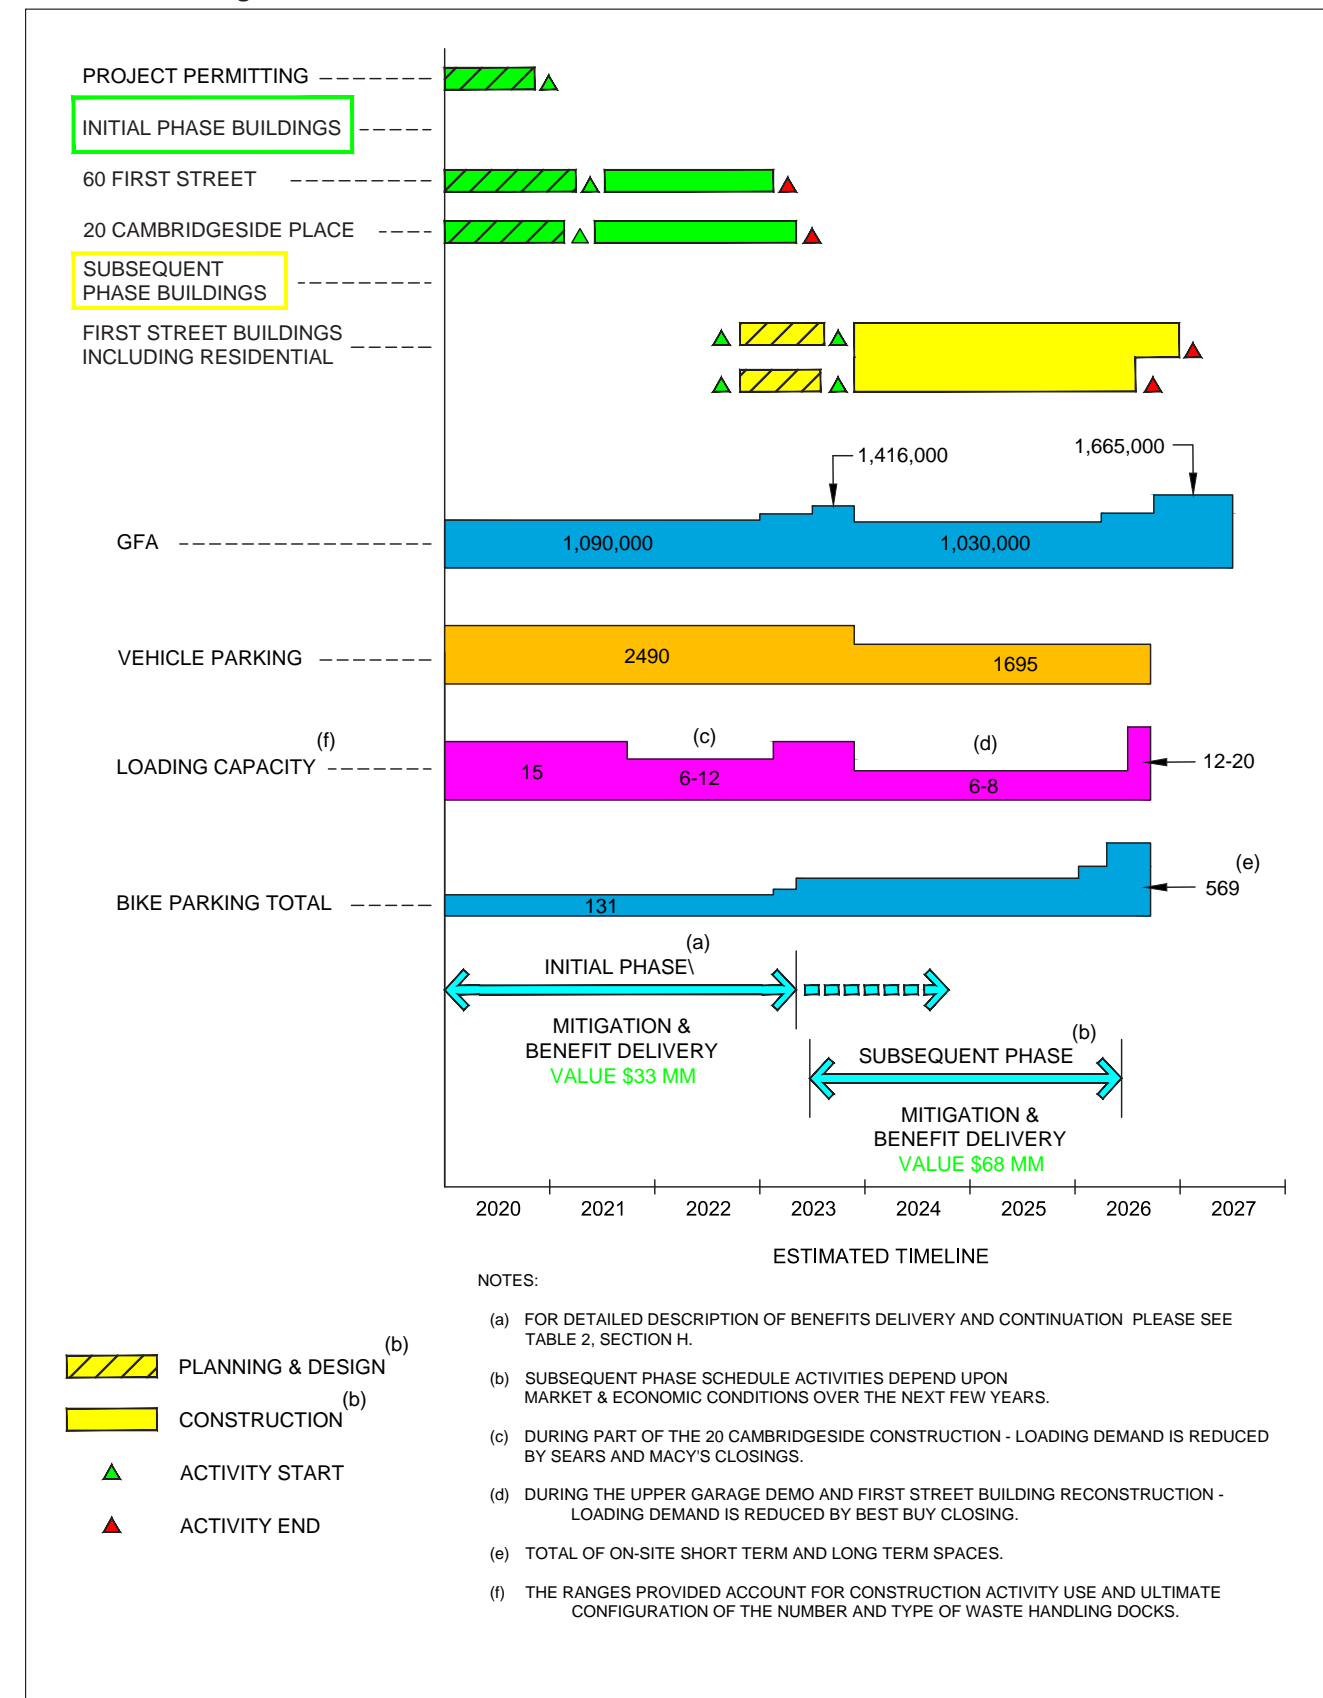 PROJECT PERMITTING
INITIAL PHASE BUILDINGS
60 FIRST STREET
20 CAMBRIDGESIDE PLACE
SUBSEQUENT
PHASE BUILDINGS
FIRST STREET BUILDINGS
INCLUDING RESIDENTIAL
1,416,000
1,665,000
GFA
1,090,000
1,030,000
VEHICLE PARKING
2490
1695
LOADING CAPACITY (f)
15
(c)
6-12
(d)
6-8
12-20
BIKE PARKING TOTAL
131
(e)
569
(a)
INITIAL PHASE\
MITIGATION &
BENEFIT DELIVERY
VALUE $33 MM
(b)
SUBSEQUENT PHASE
MITIGATION &
BENEFIT DELIVERY
VALUE $68 MM
2020 2021 2022 2023 2024 2025 2026 2027
ESTIMATED TIMELINE
NOTES:
(a) FOR DETAILED DESCRIPTION OF BENEFITS DELIVERY AND CONTINUATION PLEASE SEE
TABLE 2, SECTION H.
(b) SUBSEQUENT PHASE SCHEDULE ACTIVITIES DEPEND UPON
MARKET & ECONOMIC CONDITIONS OVER THE NEXT FEW YEARS.
(c) DURING PART OF THE 20 CAMBRIDGESIDE CONSTRUCTION - LOADING DEMAND IS REDUCED
BY SEARS AND MACY'S CLOSINGS.
(d) DURING THE UPPER GARAGE DEMO AND FIRST STREET BUILDING RECONSTRUCTION -
LOADING DEMAND IS REDUCED BY BEST BUY CLOSING.
(e) TOTAL OF ON-SITE SHORT TERM AND LONG TERM SPACES.
(f) THE RANGES PROVIDED ACCOUNT FOR CONSTRUCTION ACTIVITY USE AND ULTIMATE
CONFIGURATION OF THE NUMBER AND TYPE OF WASTE HANDLING DOCKS.
PLANNING & DESIGN (b)
CONSTRUCTION (b)
ACTIVITY START
ACTIVITY END